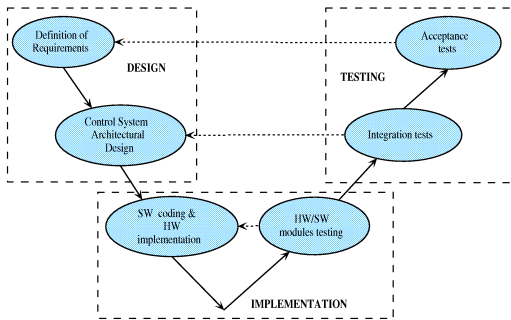 Definition of
Requirements
DESIGN
Control System
Architectural
Design
SW coding &
HW
implementation
HW/SW
modules testing
IMPLEMENTATION
Acceptance
tests
TESTING
Integration tests